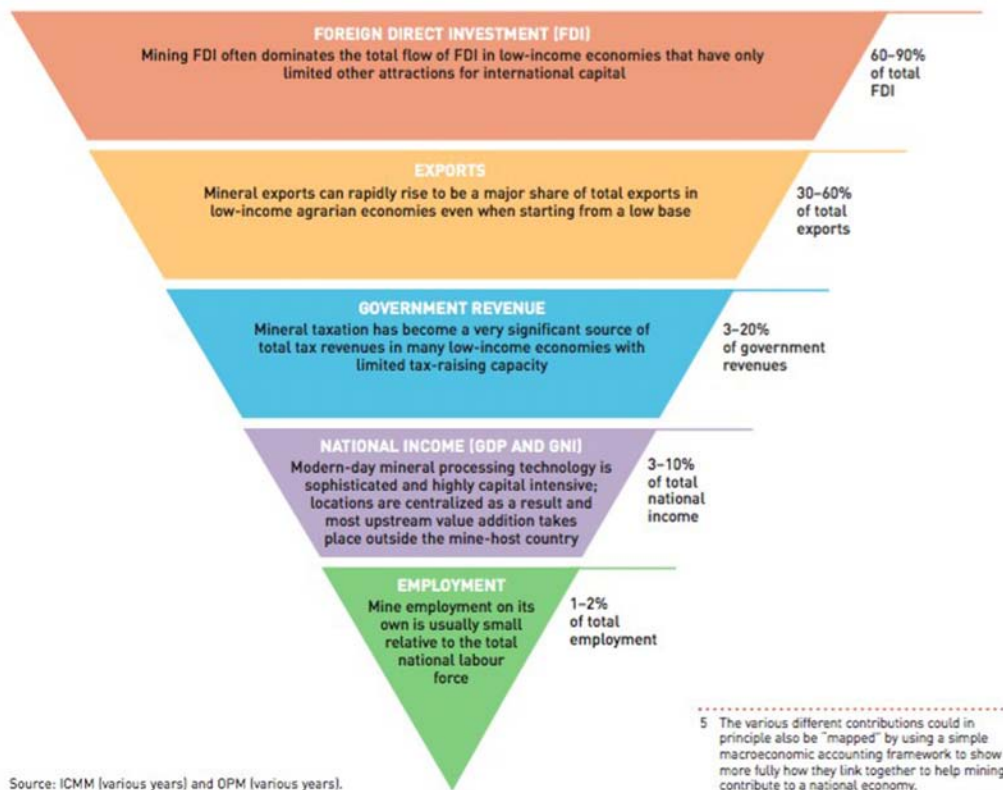 FOREIGN DIRECT INVESTMENT (FDI)
Mining FDI often dominates the total flow of FDI in low-income economies that have only
limited other attractions for international capital
60–90%
of total
FDI
EXPORTS
Mineral exports can rapidly rise to be a major share of total exports in
low-income agrarian economies even when starting from a low base
30–60%
of total
exports
GOVERNMENT REVENUE
Mineral taxation has become a very significant source of
total tax revenues in many low-income economies with
limited tax-raising capacity
3–20%
of government
revenues
NATIONAL INCOME (GDP AND GNI)
Modern-day mineral processing technology is
sophisticated and highly capital intensive;
locations are centralized as a result and
most upstream value addition takes
place outside the mine-host country
3–10%
of total
national
income
EMPLOYMENT
Mine employment on its
own is usually small
relative to the total
national labour
force
1–2%
of total
employment
5 The various different contributions could in
principle also be "mapped" by using a simple
macroeconomic accounting framework to show
more fully how they link together to help mining
contribute to a national economy.
Source: ICMM (various years) and OPM (various years).